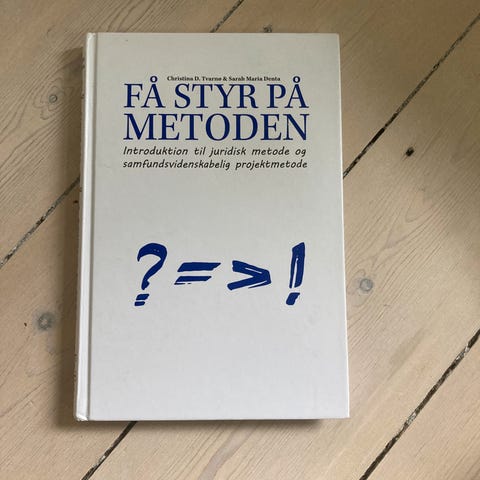 Christina D. Tvarnø & Sarah Maria Denta
FÅ STYR PÅ
METODEN
Introduktion til juridisk metode og
samfundsvidenskabelig projektmetode
? => !